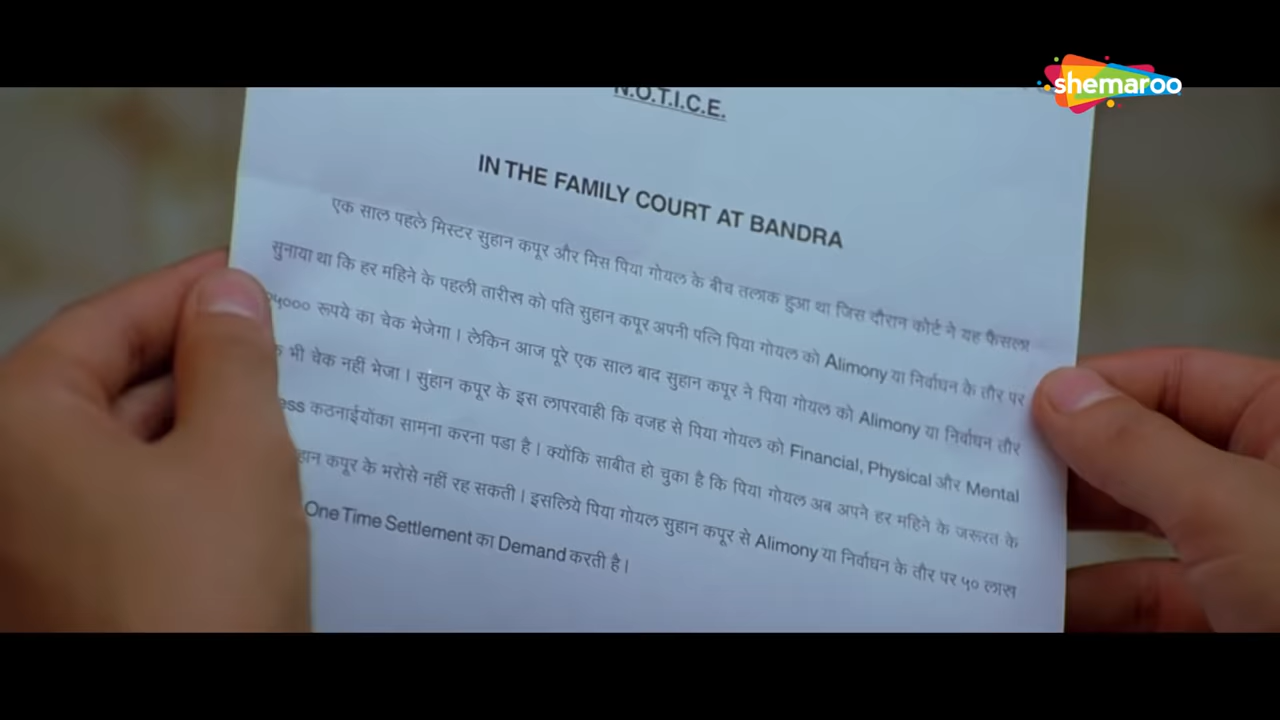 shemaroo
N.O.T.I.C.E.
IN THE FAMILY COURT AT BANDRA
एक साल पहले मिस्टर सुहान कपूर और मिस पिया गोयल के बीच तलाक हुआ था जिस दौरान कोर्ट ने यह फैसला
सुनाया था कि हर महिने के पहली तारीख को पति सुहान कपूर अपनी पत्नि पिया गोयल को Alimony या निर्वाधन के तौर पर
रूपये का चेक भेजेगा । लेकिन आज पूरे एक साल बाद सुहान कपूर ने पिया गोयल को Alimony या निर्वाधन तौर
भी चेक नहीं भेजा । सुहान कपूर के इस लापरवाही कि वजह से पिया गोयल को Financial, Physical और Mental
कठनाईयोंका सामना करना पडा है । क्योंकि साबीत हो चुका है कि पिया गोयल अब अपने हर महिने के जरूरत के
कपूर के भरोसे नहीं रह सकती । इसलिये पिया गोयल सुहान कपूर से Alimony या निर्वाधन के तौर पर ५० लाख
One Time Settlement का Demand करती है ।